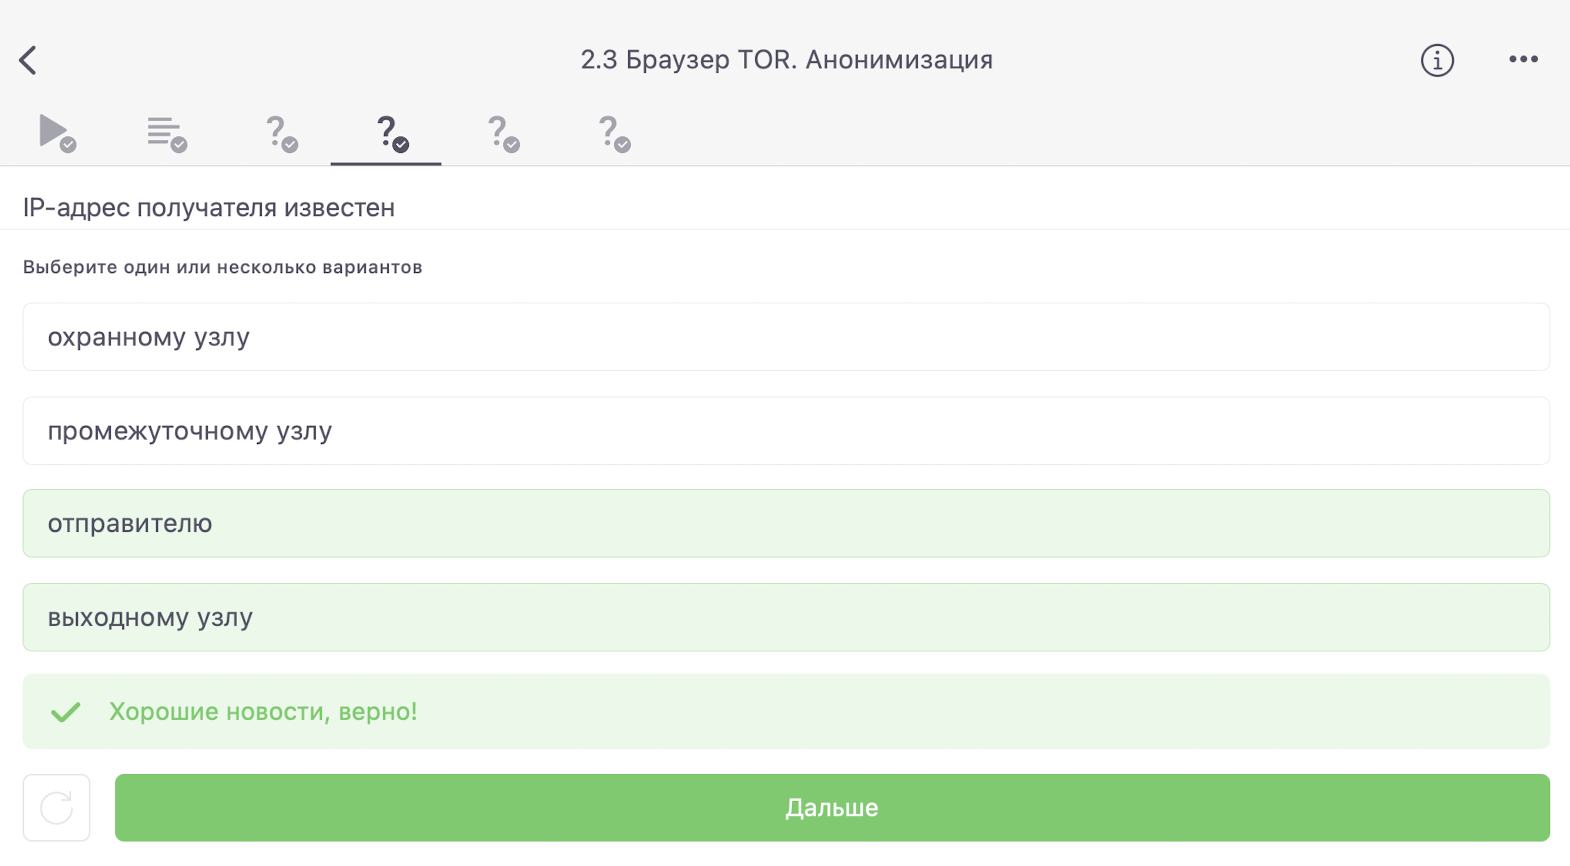 2.3 Браузер TOR. Анонимизация
IP-адрес получателя известен
Выберите один или несколько вариантов
охранному узлу
промежуточному узлу
отправителю
выходному узлу
Хорошие новости, верно!
Дальше